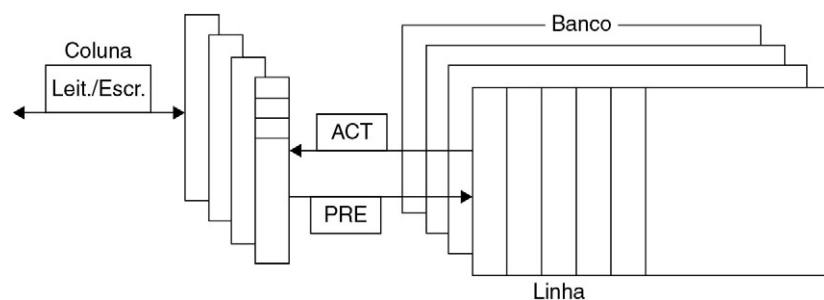 Banco
Coluna
Leit./Escr.
ACT
PRE
Linha